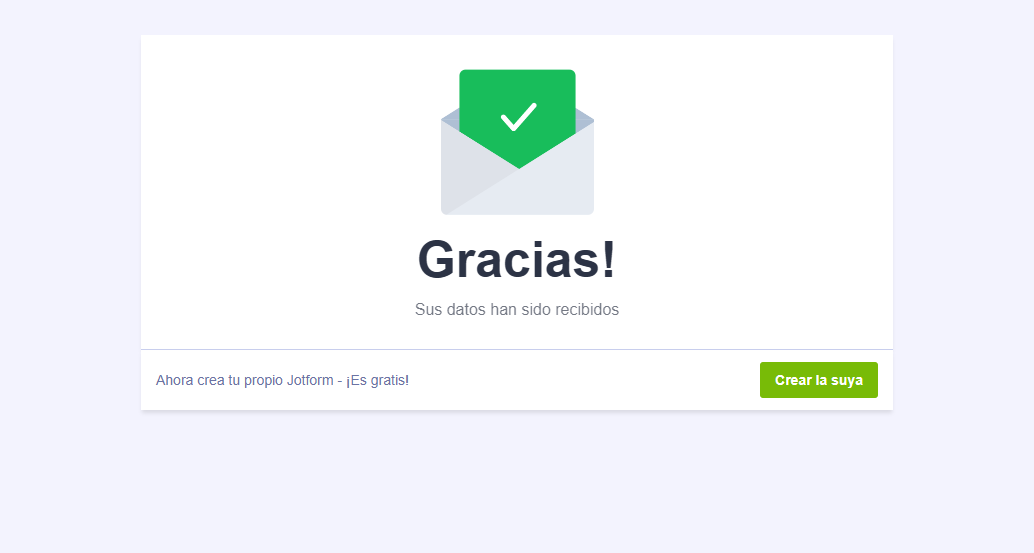 Gracias!
Sus datos han sido recibidos
Ahora crea tu propio Jotform - ¡Es gratis!
Crear la suya